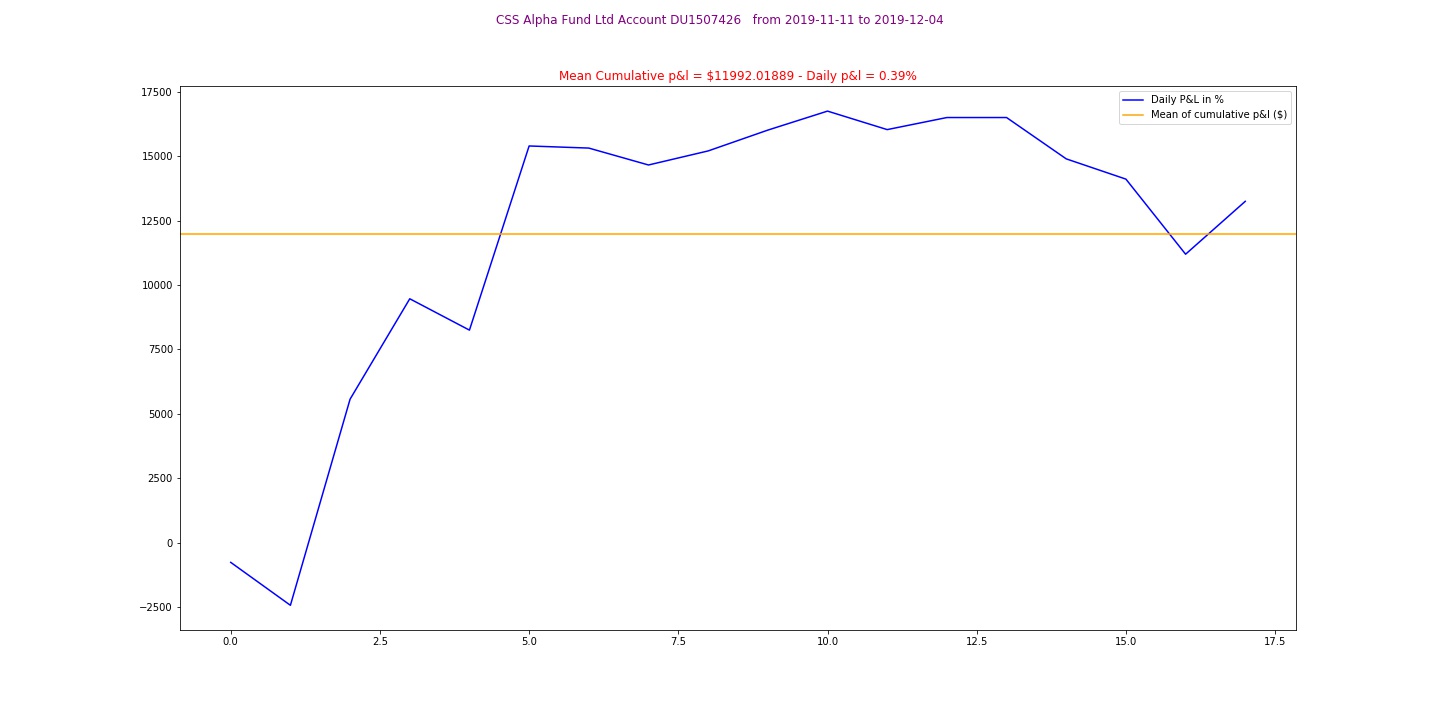 CSS Alpha Fund Ltd Account DU1507426   from 2019-11-11 to 2019-12-04
Mean Cumulative p&l = $11992.01889 - Daily p&l = 0.39%
Daily P&L in %
Mean of cumulative p&l ($)
17500
15000
12500
10000
7500
5000
2500
0
−2500
0.0 2.5 5.0 7.5 10.0 12.5 15.0 17.5